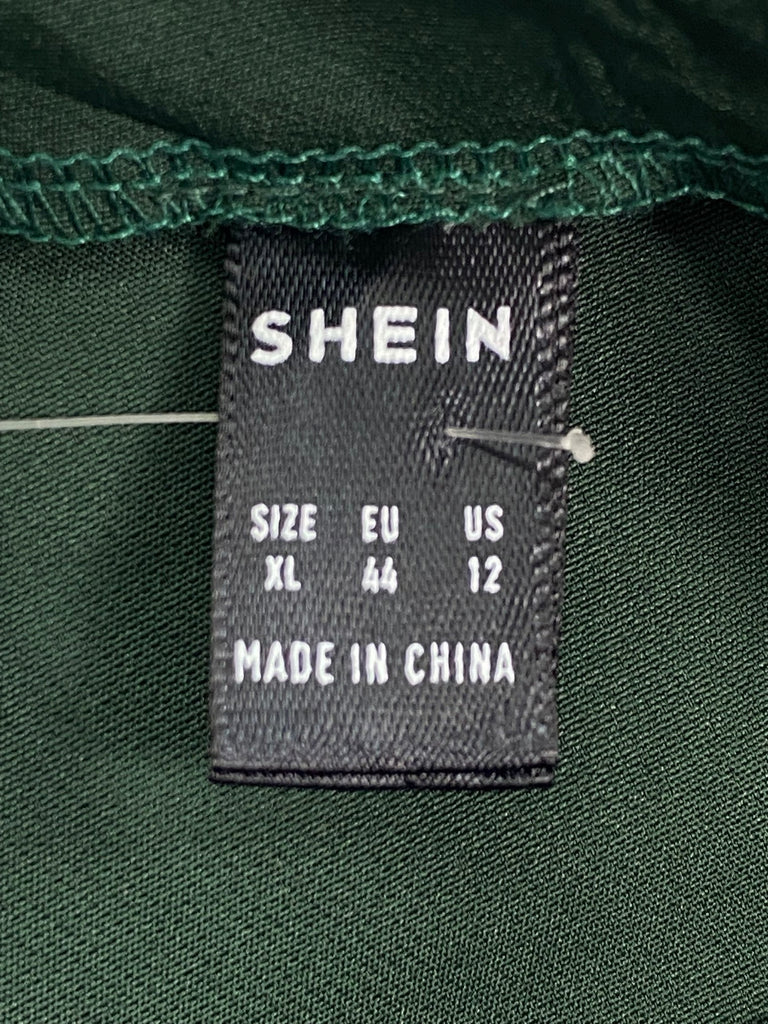 SHEIN
SIZE EU US
XL 44 12
MADE IN CHINA